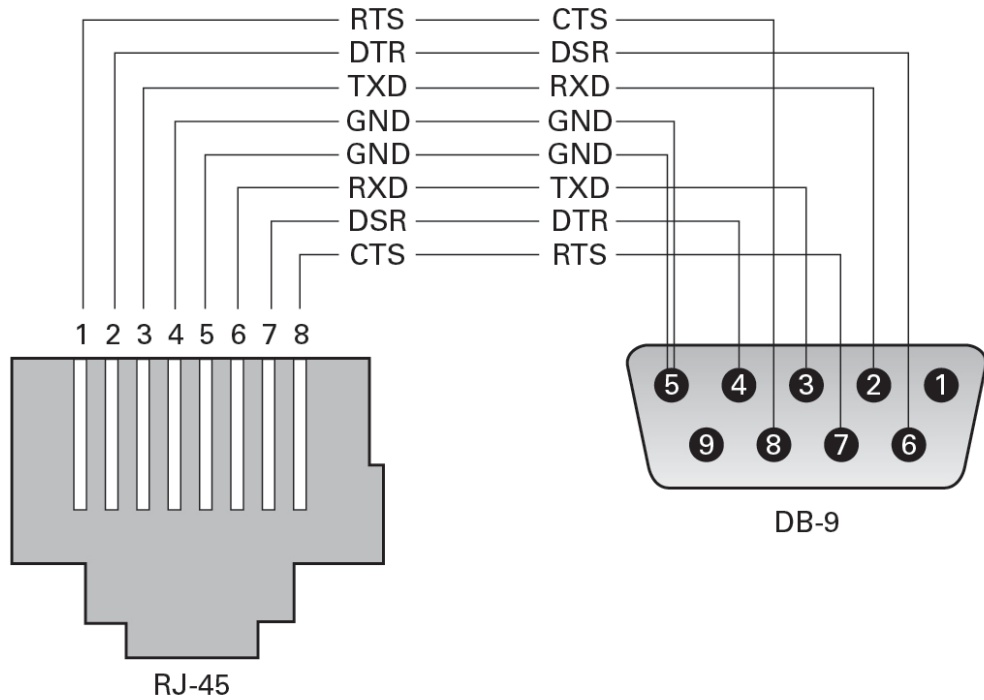 RTS CTS
DTR DSR
TXD RXD
GND GND
GND GND
RXD TXD
DSR DTR
CTS RTS
1 2 3 4 5 6 7 8
5 4 3 2 1
9 8 7 6
DB-9
RJ-45